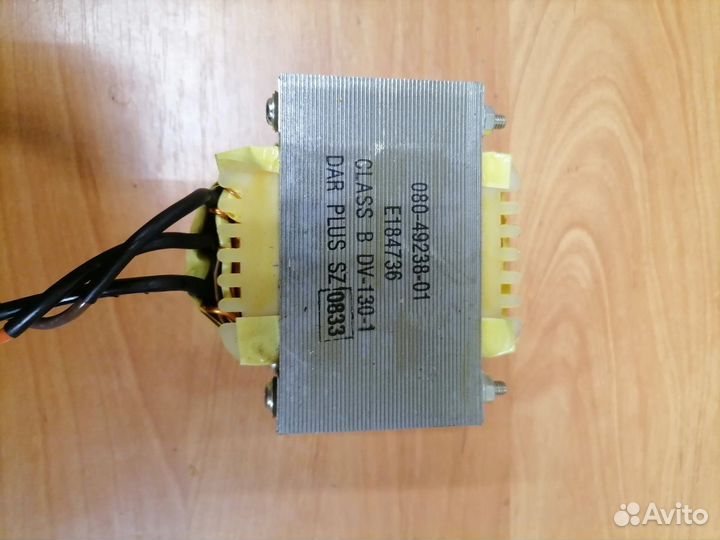 080-49238-01
E184736
CLASS B DV-130-1
DAR PLUS SZ 0833
Avito